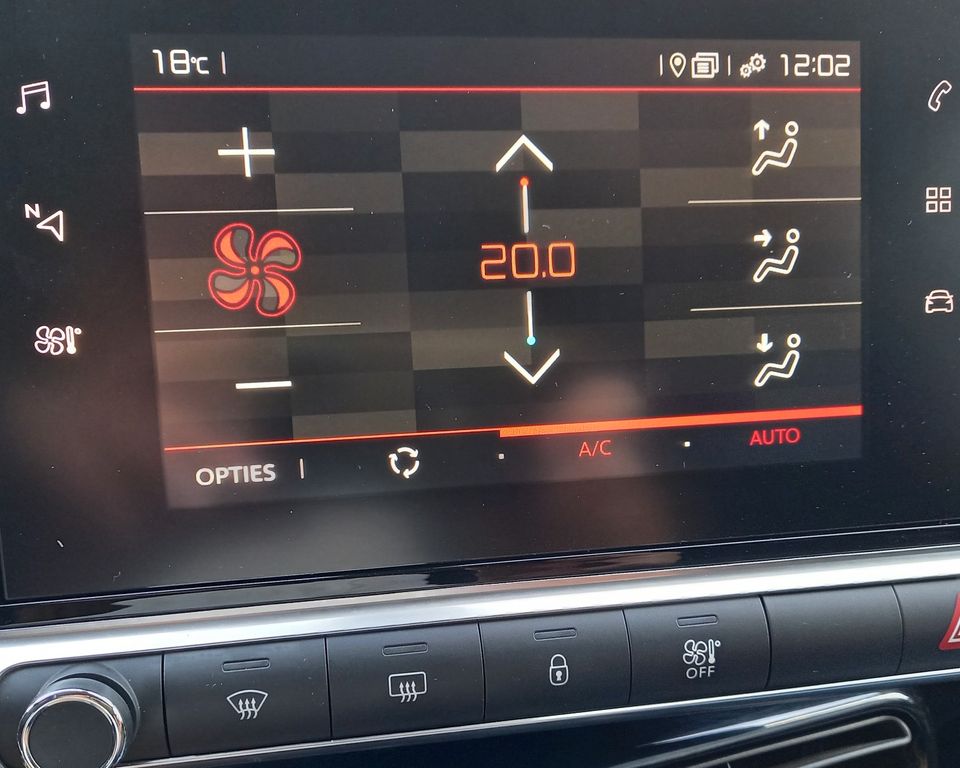 18°C
12:02
N
20.0
OPTIES
A/C
AUTO
OFF